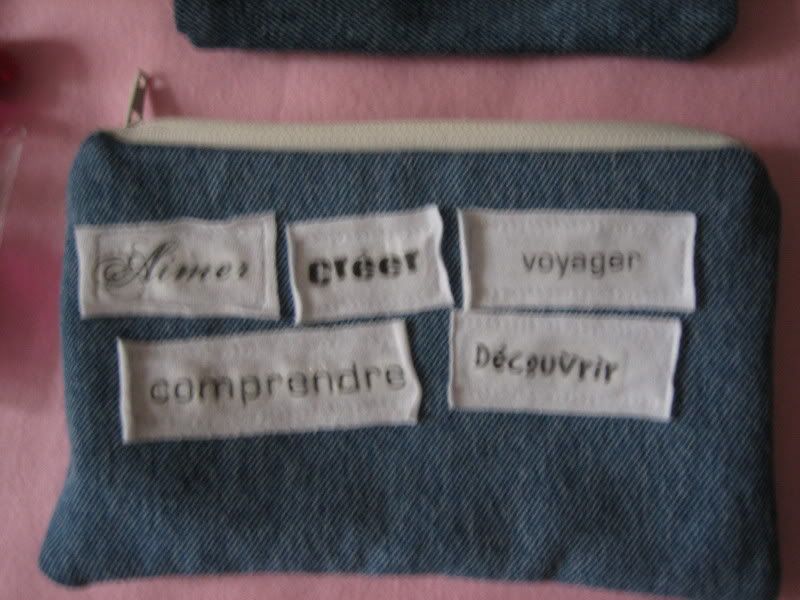 Aimer
créer
voyager
comprendre
Découvrir